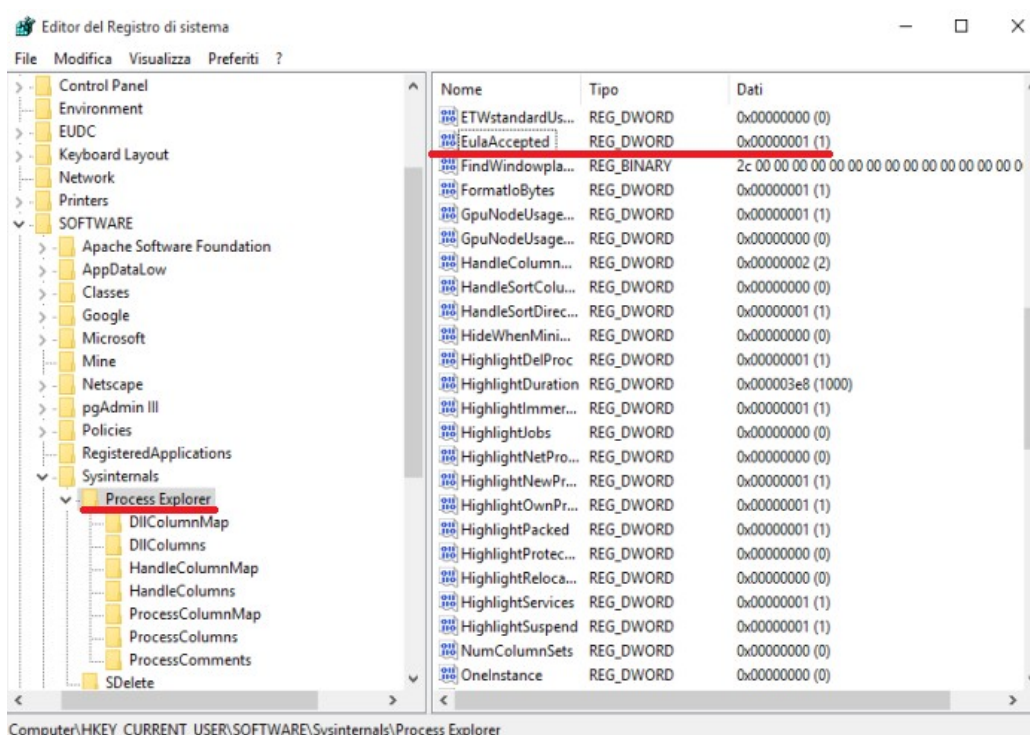 Editor del Registro di sistema
File Modifica Visualizza Preferiti ?
Control Panel
Environment
EUDC
Keyboard Layout
Network
Printers
SOFTWARE
Apache Software Foundation
AppDataLow
Classes
Google
Microsoft
Mine
Netscape
pgAdmin III
Policies
RegisteredApplications
Sysinternals
Process Explorer
DllColumnMap
DllColumns
HandleColumnMap
HandleColumns
ProcessColumnMap
ProcessColumns
ProcessComments
SDelete
Nome Tipo Dati
ETWstandardUs... REG_DWORD 0x00000000 (0)
EulaAccepted REG_DWORD 0x00000001 (1)
FindWindowpla... REG_BINARY 2c 00 00 00 00 00 00 00 00 00 00 00 00 00 0
FormatIoBytes REG_DWORD 0x00000001 (1)
GpuNodeUsage... REG_DWORD 0x00000001 (1)
GpuNodeUsage... REG_DWORD 0x00000000 (0)
HandleColumn... REG_DWORD 0x00000002 (2)
HandleSortColu... REG_DWORD 0x00000000 (0)
HandleSortDirec... REG_DWORD 0x00000001 (1)
HideWhenMini... REG_DWORD 0x00000000 (0)
HighlightDelProc REG_DWORD 0x00000001 (1)
HighlightDuration REG_DWORD 0x000003e8 (1000)
HighlightImmer... REG_DWORD 0x00000001 (1)
HighlightJobs REG_DWORD 0x00000000 (0)
HighlightNetPro... REG_DWORD 0x00000000 (0)
HighlightNewPr... REG_DWORD 0x00000001 (1)
HighlightOwnPr... REG_DWORD 0x00000001 (1)
HighlightPacked REG_DWORD 0x00000001 (1)
HighlightProtec... REG_DWORD 0x00000000 (0)
HighlightReloca... REG_DWORD 0x00000000 (0)
HighlightServices REG_DWORD 0x00000001 (1)
HighlightSuspend REG_DWORD 0x00000001 (1)
NumColumnSets REG_DWORD 0x00000000 (0)
OneInstance REG_DWORD 0x00000000 (0)
Computer\HKEY_CURRENT_USER\SOFTWARE\Sysinternals\Process Explorer